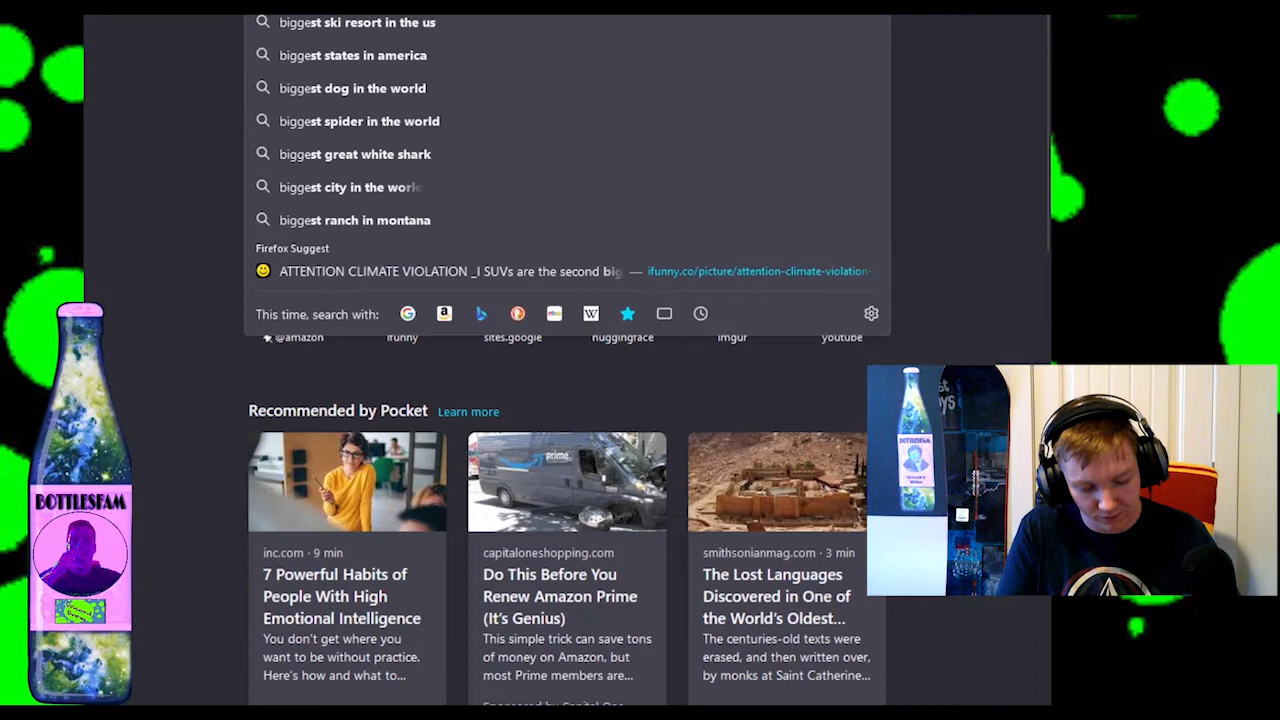 biggest ski resort in the us
biggest states in america
biggest dog in the world
biggest spider in the world
biggest great white shark
biggest city in the world
biggest ranch in montana
Firefox Suggest
ATTENTION CLIMATE VIOLATION _I SUVs are the second big — ifunny.co/picture/attention-climate-violation-
This time, search with:
@amazon ifunny sites.google huggingface imgur youtube
Recommended by Pocket Learn more
prime
inc.com · 9 min
7 Powerful Habits of
People With High
Emotional Intelligence
You don't get where you
want to be without practice.
Here's how and what to...
capitaloneshopping.com
Do This Before You
Renew Amazon Prime
(It's Genius)
This simple trick can save tons
of money on Amazon, but
most Prime members are...
Sponsored by Capital One
smithsonianmag.com · 3 min
The Lost Languages
Discovered in One of
the World's Oldest...
The centuries-old texts were
erased, and then written over,
by monks at Saint Catherine...
BOTTLESFAM
BOTTLESFAM